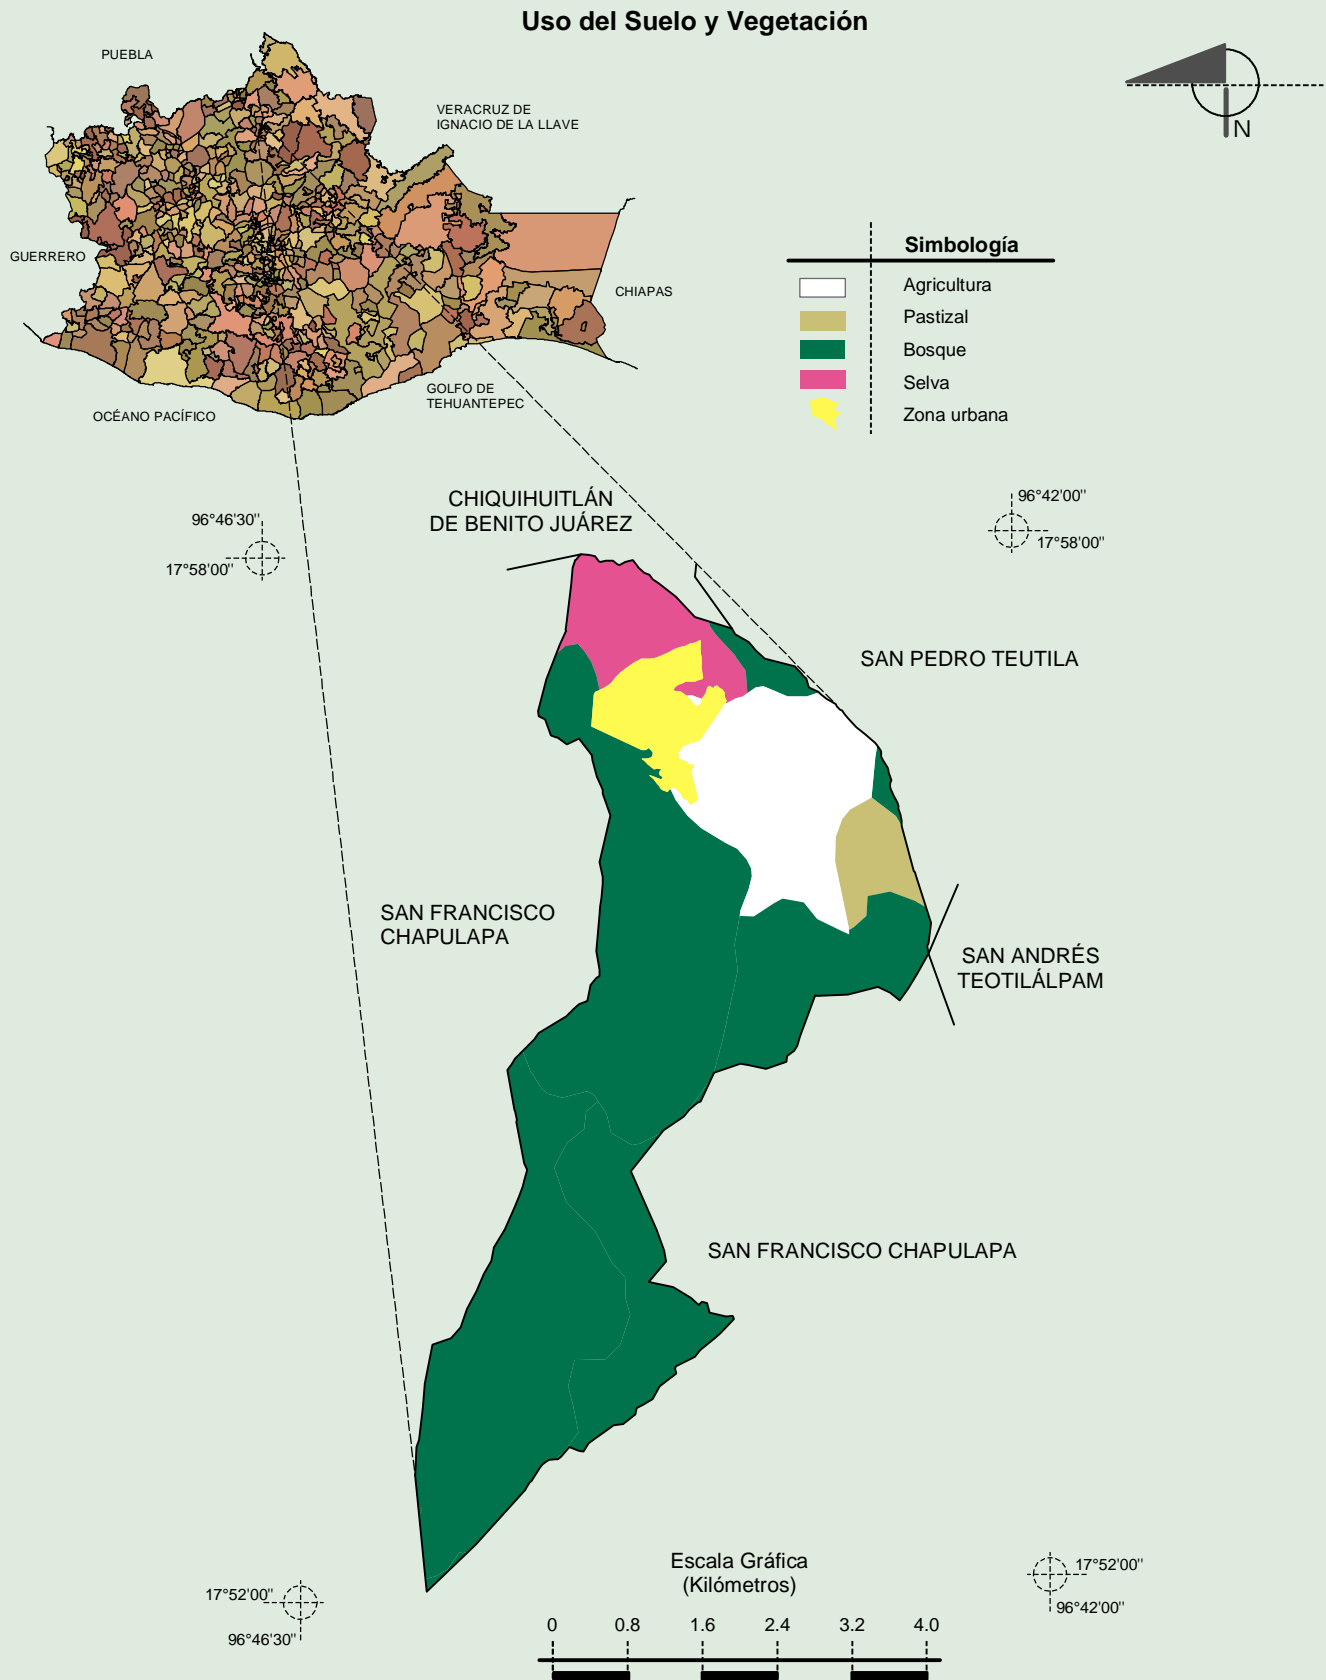 Uso del Suelo y Vegetación
PUEBLA
VERACRUZ DE
IGNACIO DE LA LLAVE
N
GUERRERO
CHIAPAS
GOLFO DE
TEHUANTEPEC
OCÉANO PACÍFICO
Simbología
Agricultura
Pastizal
Bosque
Selva
Zona urbana
96°46'30"
17°58'00"
96°42'00"
17°58'00"
CHIQUIHUITLÁN
DE BENITO JUÁREZ
SAN PEDRO TEUTILA
SAN FRANCISCO
CHAPULAPA
SAN ANDRÉS
TEOTILÁLPAM
SAN FRANCISCO CHAPULAPA
17°52'00"
96°46'30"
17°52'00"
96°42'00"
Escala Gráfica
(Kilómetros)
0 0.8 1.6 2.4 3.2 4.0